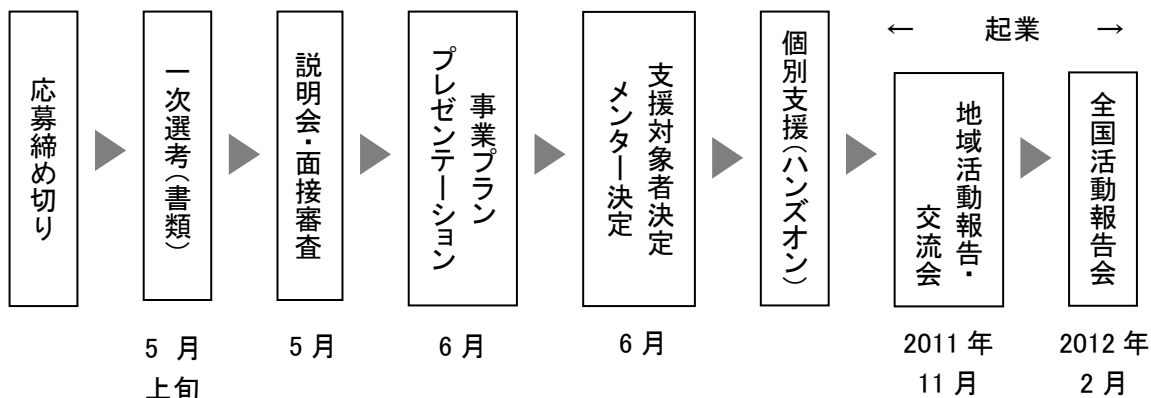 応募締め切り
一次選考(書類)
説明会・面接審査
事業プラン
プレゼンテーション
支援対象者決定
メンター決定
個別支援(ハンズオン)
← 起業 →
地域活動報告・
交流会
全国活動報告会
5 月
上旬
5 月
6 月
6 月
2011 年
11 月
2012 年
2 月